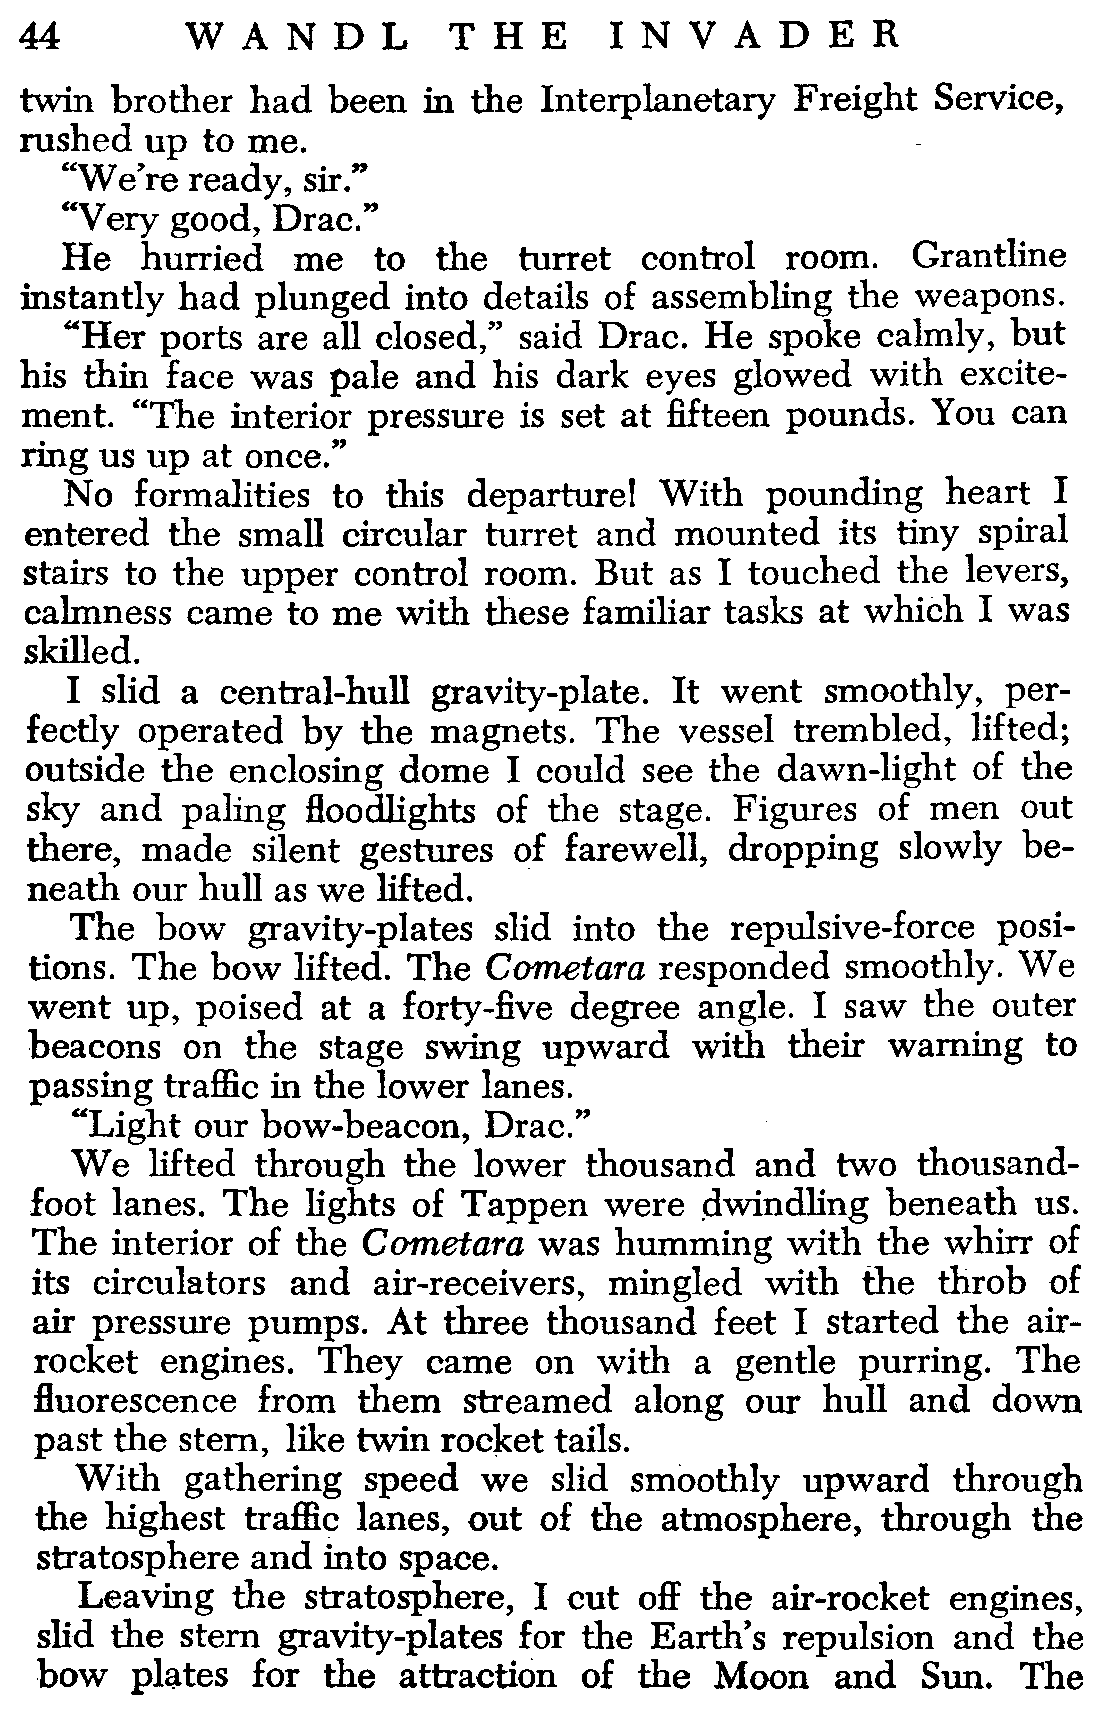 44 WANDL THE INVADER
twin brother had been in the Interplanetary Freight Service,
rushed up to me.
“We’re ready, sir.”
“Very good, Drac.”
He hurried me to the turret control room. Grantline
instantly had plunged into details of assembling the weapons.
“Her ports are all closed,” said Drac. He spoke calmly, but
his thin face was pale and his dark eyes glowed with excite-
ment. “The interior pressure is set at fifteen pounds. You can
ring us up at once.”
No formalities to this departure! With pounding heart I
entered the small circular turret and mounted its tiny spiral
stairs to the upper control room. But as I touched the levers,
calmness came to me with these familiar tasks at which I was
skilled.
I slid a central-hull gravity-plate. It went smoothly, per-
fectly operated by the magnets. The vessel trembled, lifted;
outside the enclosing dome I could see the dawn-light of the
sky and paling floodlights of the stage. Figures of men out
there, made silent gestures of farewell, dropping slowly be-
neath our hull as we lifted.
The bow gravity-plates slid into the repulsive-force posi-
tions. The bow lifted. The Cometara responded smoothly. We
went up, poised at a forty-five degree angle. I saw the outer
beacons on the stage swing upward with their warning to
passing traffic in the lower lanes.
“Light our bow-beacon, Drac.”
We lifted through the lower thousand and two thousand-
foot lanes. The lights of Tappen were dwindling beneath us.
The interior of the Cometara was humming with the whirr of
its circulators and air-receivers, mingled with the throb of
air pressure pumps. At three thousand feet I started the air-
rocket engines. They came on with a gentle purring. The
fluorescence from them streamed along our hull and down
past the stern, like twin rocket tails.
With gathering speed we slid smoothly upward through
the highest traffic lanes, out of the atmosphere, through the
stratosphere and into space.
Leaving the stratosphere, I cut off the air-rocket engines,
slid the stern gravity-plates for the Earth’s repulsion and the
bow plates for the attraction of the Moon and Sun. The